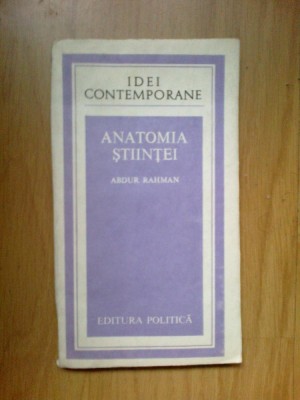 IDEI
CONTEMPORANE
ANATOMIA
ȘTIINȚEI
ABDUR RAHMAN
EDITURA POLITICĂ